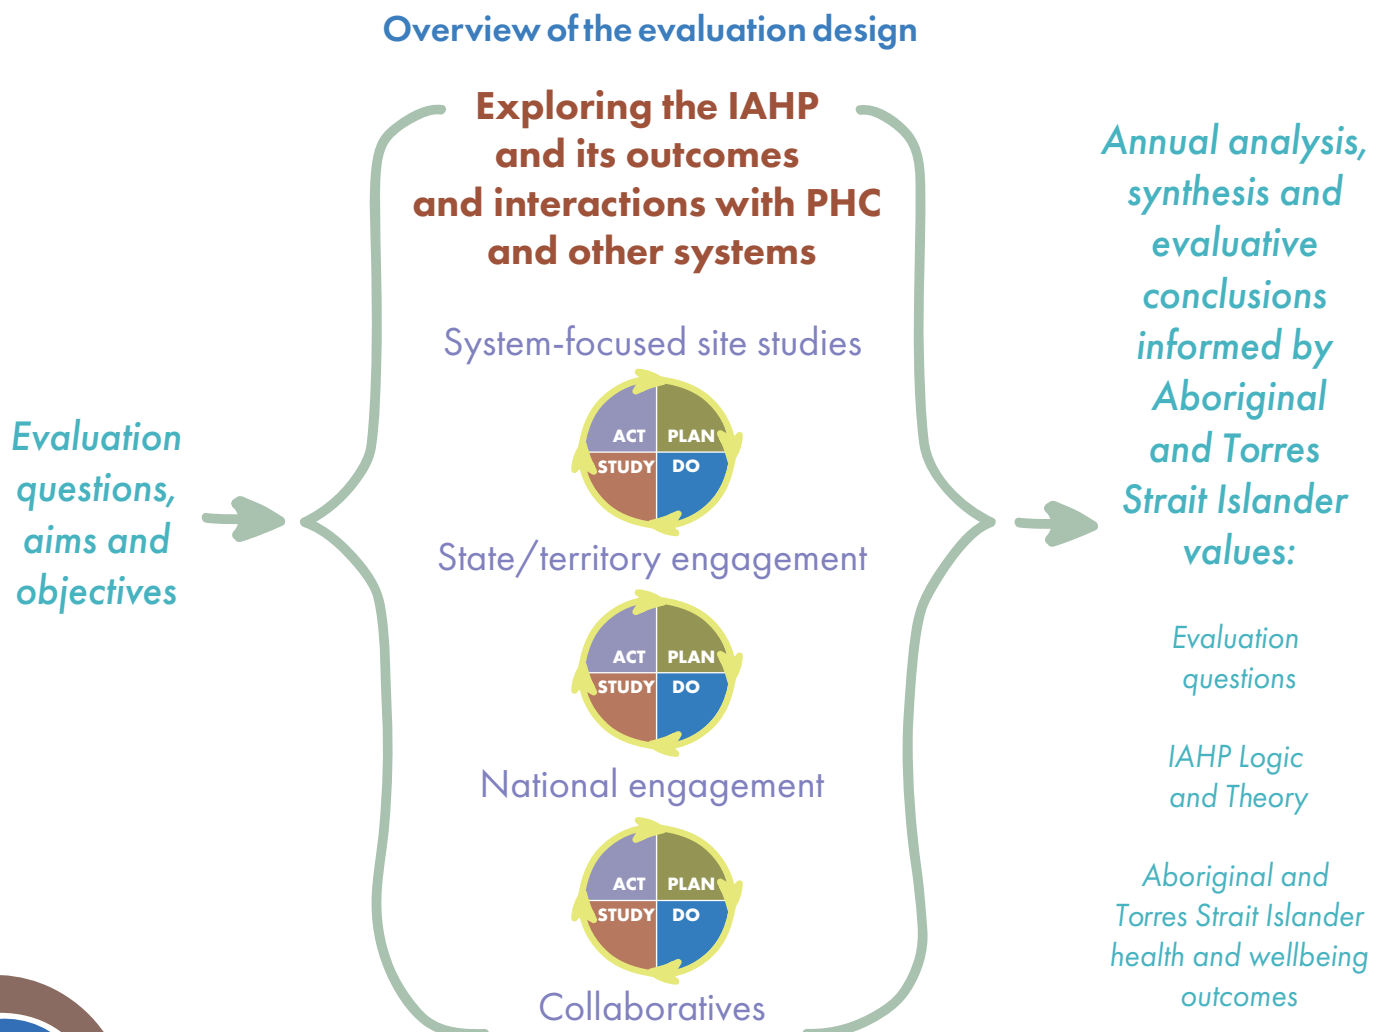 Overview of the evaluation design
Evaluation
questions,
aims and
objectives
Exploring the IAHP
and its outcomes
and interactions with PHC
and other systems
System-focused site studies
ACT PLAN
STUDY DO
State/territory engagement
ACT PLAN
STUDY DO
National engagement
ACT PLAN
STUDY DO
Collaboratives
Annual analysis,
synthesis and
evaluative
conclusions
informed by
Aboriginal
and Torres
Strait Islander
values:
Evaluation
questions
IAHP Logic
and Theory
Aboriginal and
Torres Strait Islander
health and wellbeing
outcomes